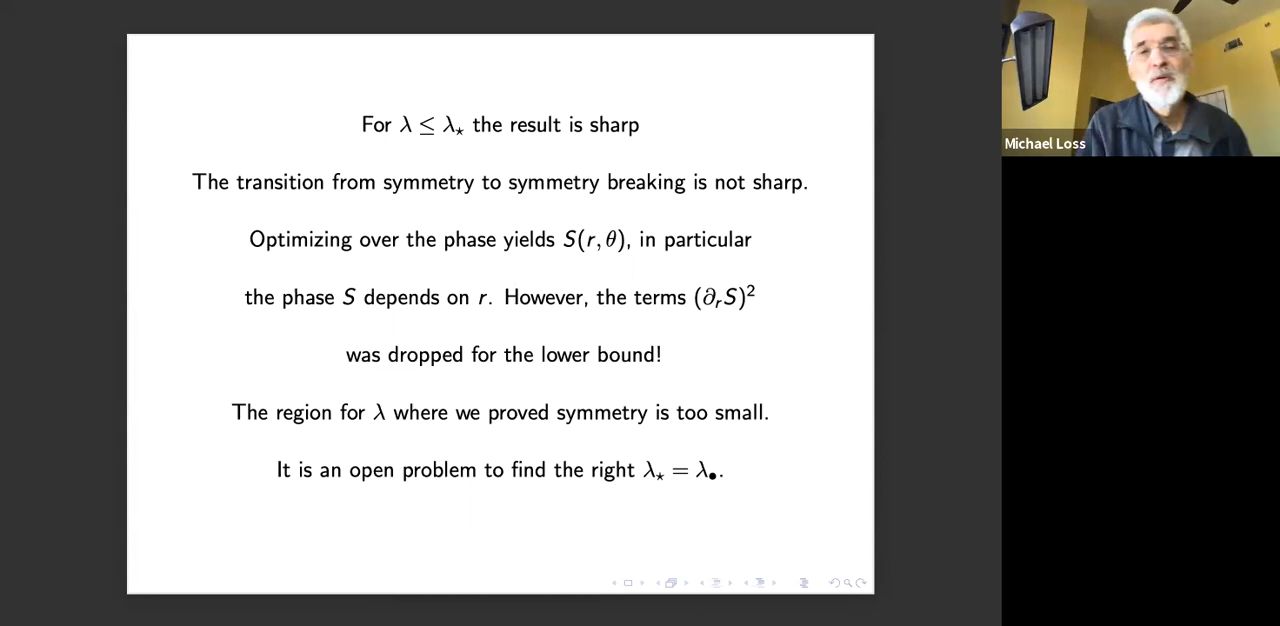 For λ ≤ λ⋆ the result is sharp
The transition from symmetry to symmetry breaking is not sharp.
Optimizing over the phase yields S(r, θ), in particular
the phase S depends on r. However, the terms (∂ᵣS)²
was dropped for the lower bound!
The region for λ where we proved symmetry is too small.
It is an open problem to find the right λ⋆ = λ•.
Michael Loss